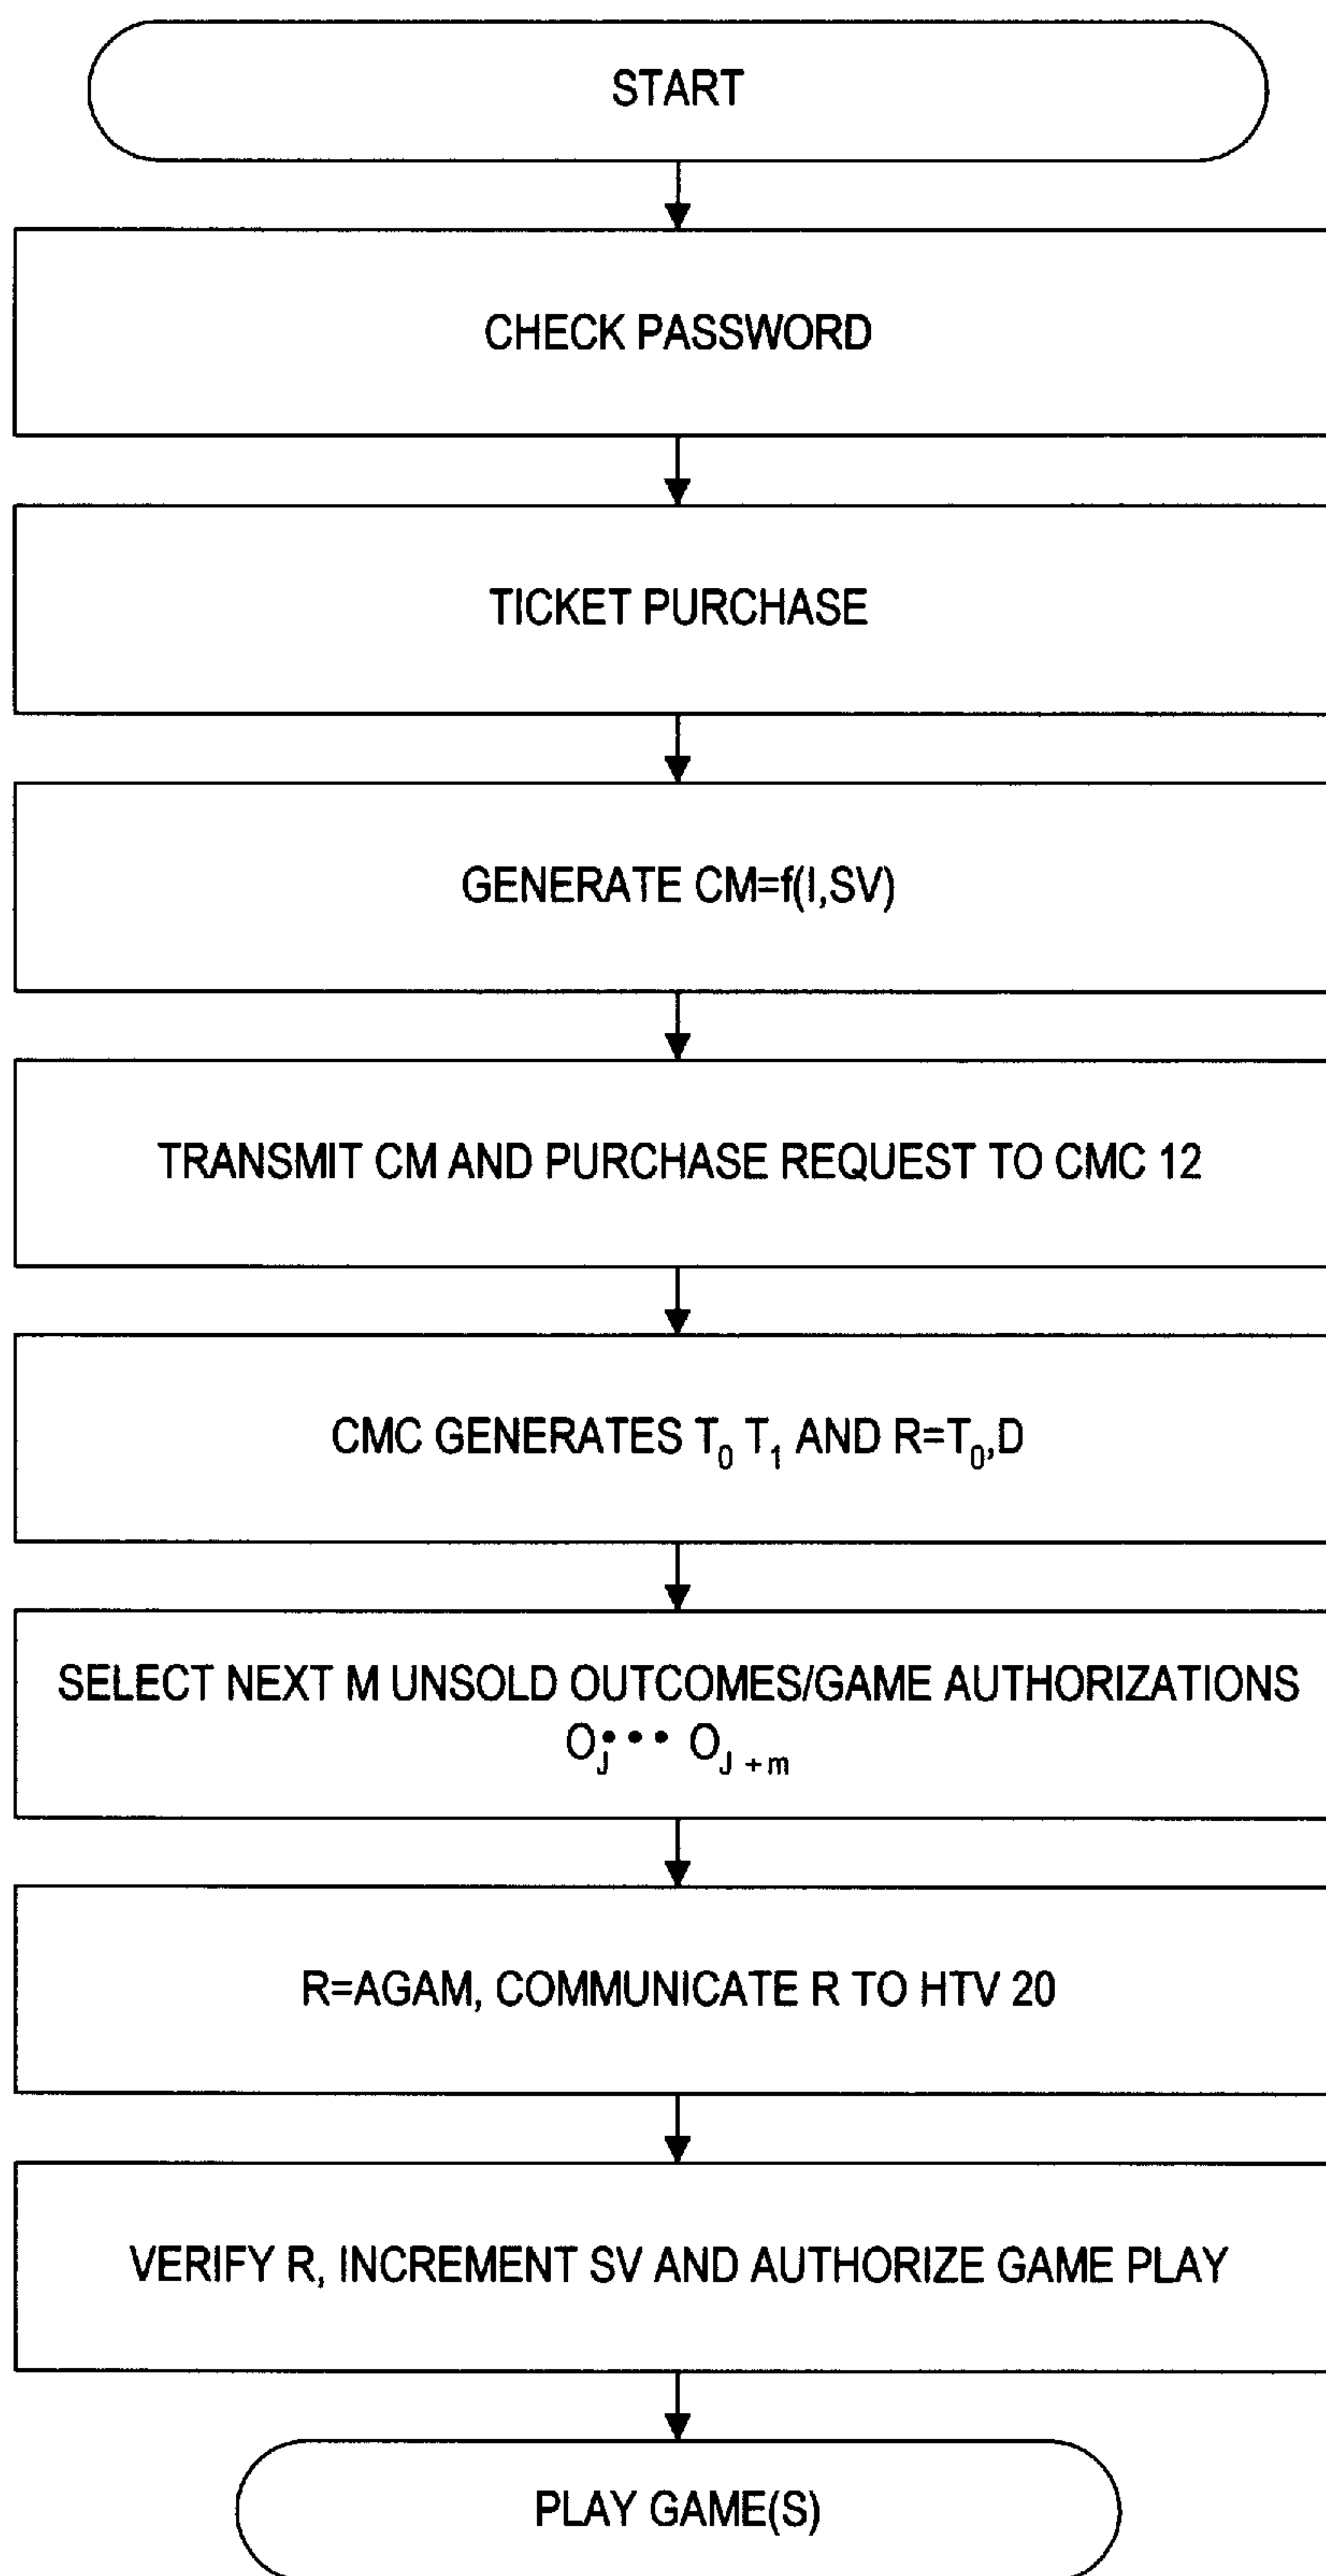 START
CHECK PASSWORD
TICKET PURCHASE
GENERATE CM=f(I,SV)
TRANSMIT CM AND PURCHASE REQUEST TO CMC 12
CMC GENERATES T₀ T₁ AND R=T₀,D
SELECT NEXT M UNSOLD OUTCOMES/GAME AUTHORIZATIONS
O_J••• O_J+m
R=AGAM, COMMUNICATE R TO HTV 20
VERIFY R, INCREMENT SV AND AUTHORIZE GAME PLAY
PLAY GAME(S)